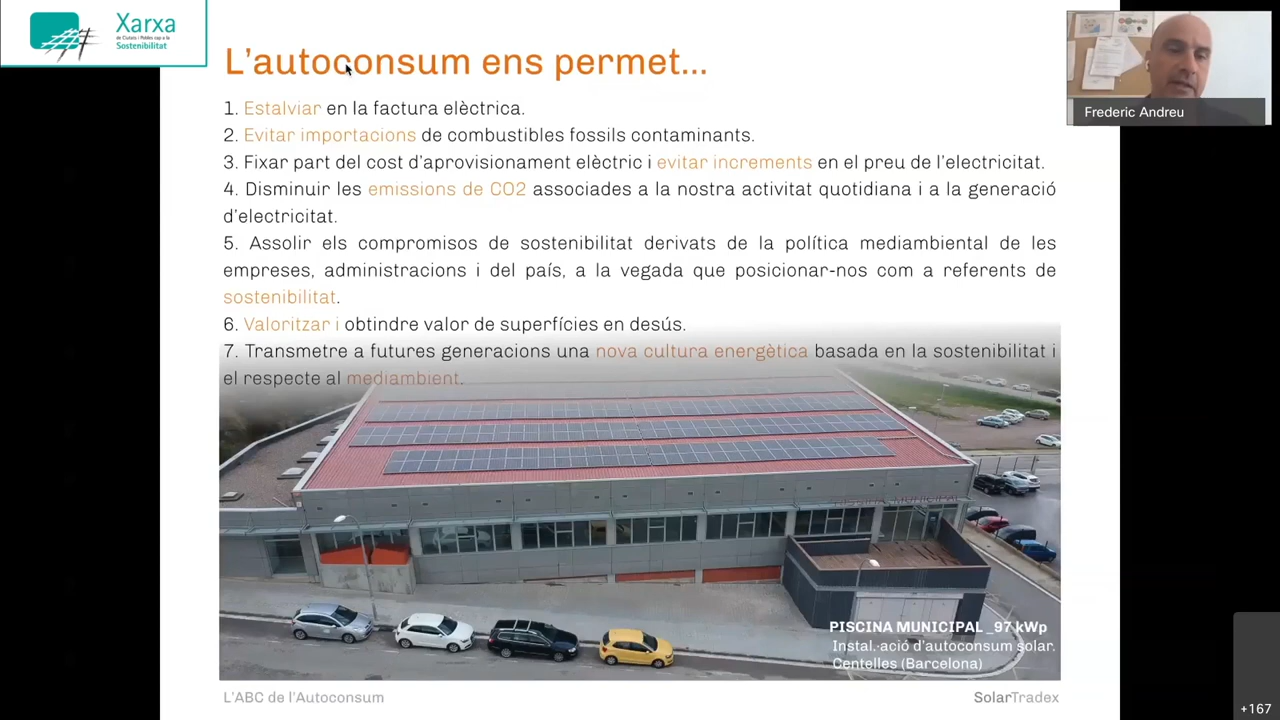 Xarxa
de Ciutats i Pobles cap a la
Sostenibilitat
L'autoconsum ens permet...
1. Estalviar en la factura elèctrica.
2. Evitar importacions de combustibles fossils contaminants.
3. Fixar part del cost d'aprovisionament elèctric i evitar increments en el preu de l'electricitat.
4. Disminuir les emissions de CO2 associades a la nostra activitat quotidiana i a la generació
d'electricitat.
5. Assolir els compromisos de sostenibilitat derivats de la política mediambiental de les
empreses, administracions i del país, a la vegada que posicionar-nos com a referents de
sostenibilitat.
6. Valoritzar i obtindre valor de superfícies en desús.
7. Transmetre a futures generacions una nova cultura energètica basada en la sostenibilitat i
el respecte al mediambient.
Frederic Andreu
PISCINA MUNICIPAL
PISCINA MUNICIPAL _97 kWp
Instal·ació d'autoconsum solar.
Centelles (Barcelona)
L'ABC de l'Autoconsum
SolarTradex
+167